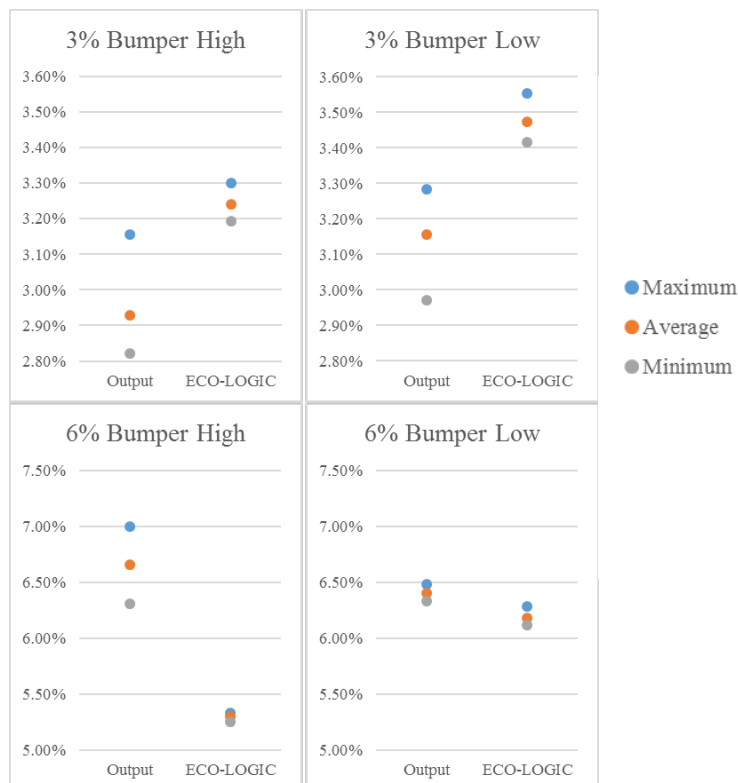 3% Bumper High
3.60%
3.50%
3.40%
3.30%
3.20%
3.10%
3.00%
2.90%
2.80%
Output ECO-LOGIC
3% Bumper Low
3.60%
3.50%
3.40%
3.30%
3.20%
3.10%
3.00%
2.90%
2.80%
Output ECO-LOGIC
Maximum
Average
Minimum
6% Bumper High
7.50%
7.00%
6.50%
6.00%
5.50%
5.00%
Output ECO-LOGIC
6% Bumper Low
7.50%
7.00%
6.50%
6.00%
5.50%
5.00%
Output ECO-LOGIC